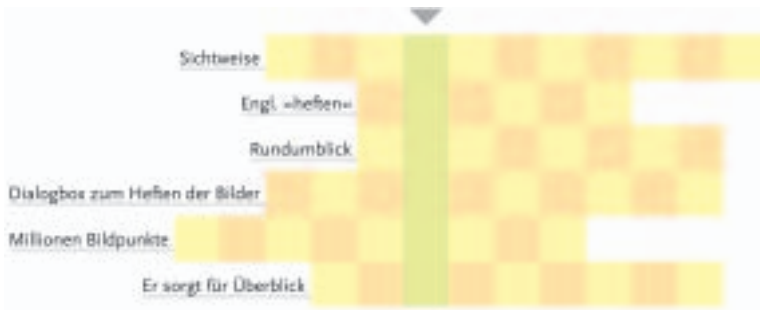 Sichtweise
Engl. »heften«
Rundumblick
Dialogbox zum Heften der Bilder
Millionen Bildpunkte
Er sorgt für Überblick